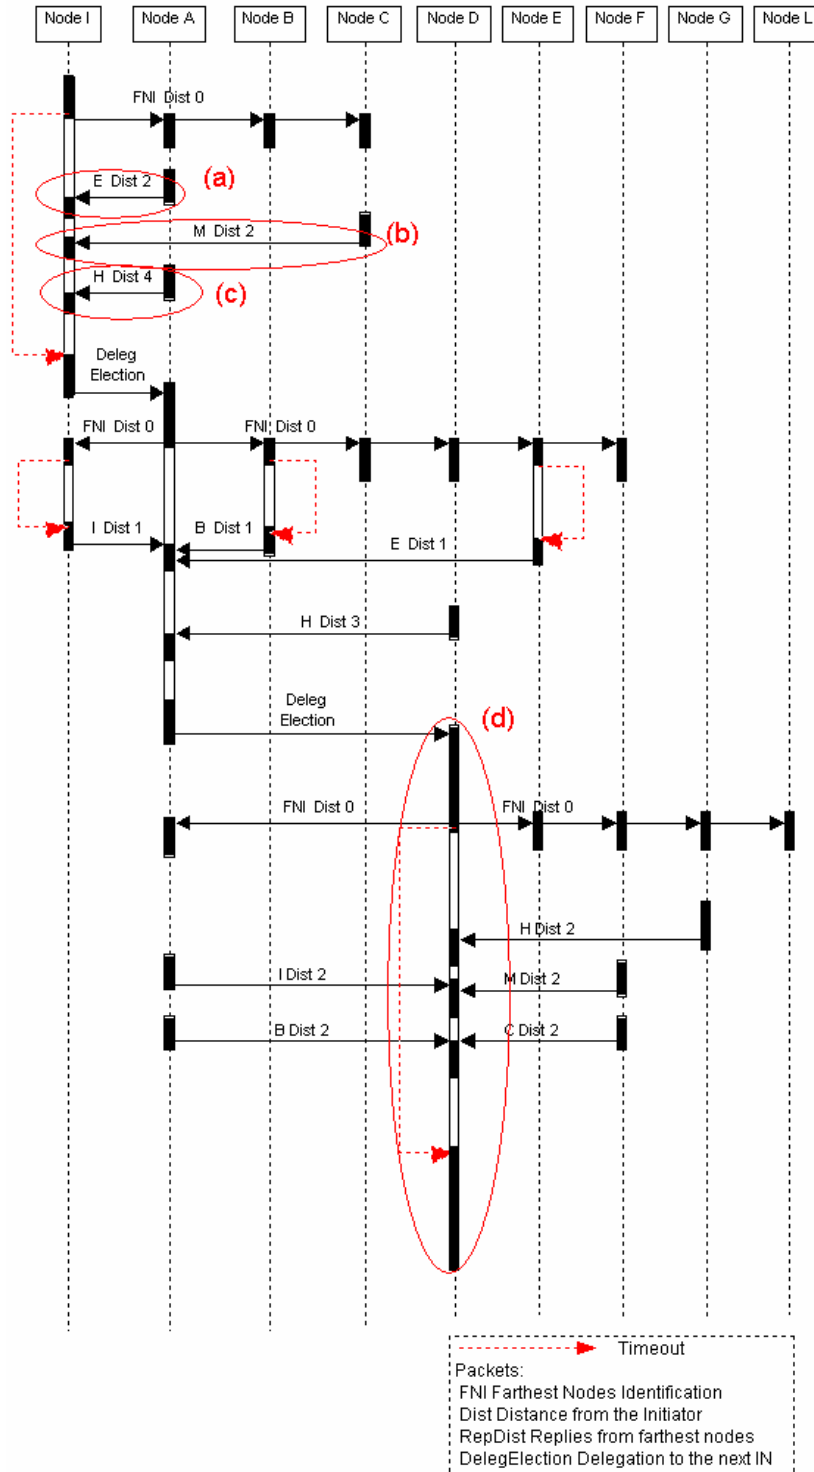 Node I Node A Node B Node C Node D Node E Node F Node G Node L
FNI Dist 0
E Dist 2 (a)
M Dist 2 (b)
H Dist 4 (c)
Deleg
Election
FNI Dist 0 FNI Dist 0
I Dist 1 B Dist 1
E Dist 1
H Dist 3
Deleg
Election
(d)
FNI Dist 0 FNI Dist 0
H Dist 2
I Dist 2 M Dist 2
B Dist 2 C Dist 2
Timeout
Packets:
FNI Farthest Nodes Identification
Dist Distance from the Initiator
RepDist Replies from farthest nodes
DelegElection Delegation to the next IN